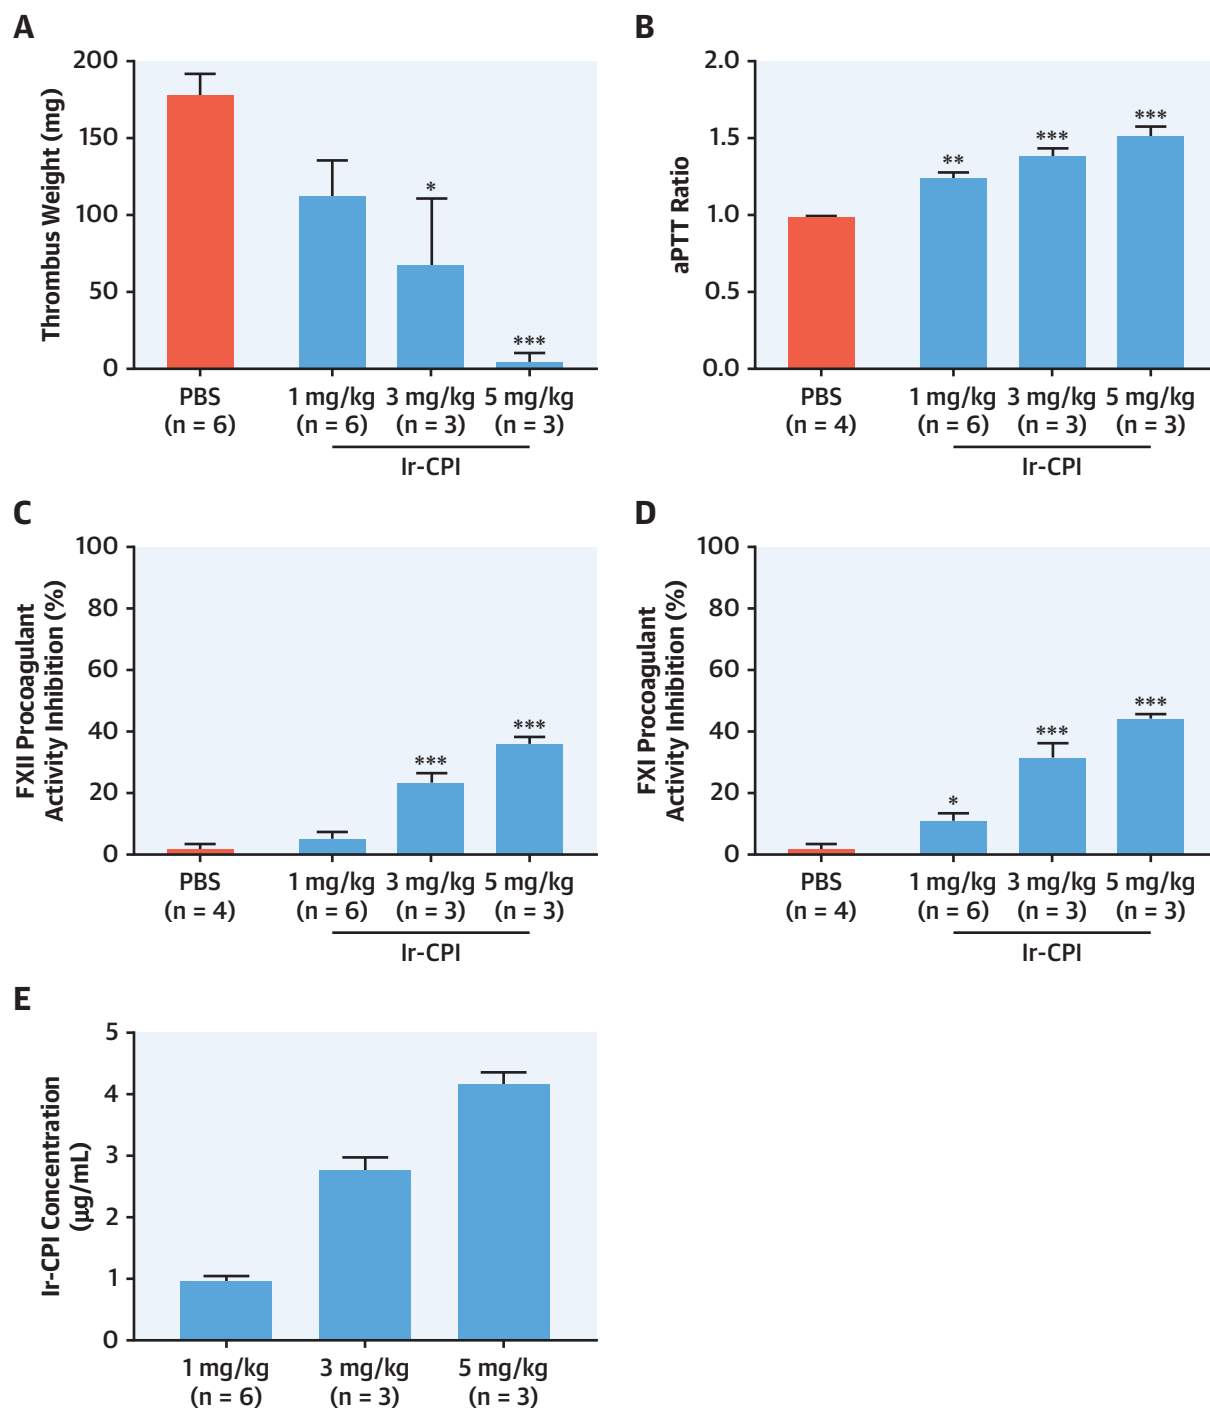 A
Thrombus Weight (mg)
200
150
100
50
0
*
***
PBS
(n = 6)
1 mg/kg
(n = 6)
3 mg/kg
(n = 3)
5 mg/kg
(n = 3)
Ir-CPI
B
aPTT Ratio
2.0
1.5
1.0
0.5
0.0
**
***
***
PBS
(n = 4)
1 mg/kg
(n = 6)
3 mg/kg
(n = 3)
5 mg/kg
(n = 3)
Ir-CPI
C
FXII Procoagulant
Activity Inhibition (%)
100
80
60
40
20
0
***
***
PBS
(n = 4)
1 mg/kg
(n = 6)
3 mg/kg
(n = 3)
5 mg/kg
(n = 3)
Ir-CPI
D
FXI Procoagulant
Activity Inhibition (%)
100
80
60
40
20
0
*
***
***
PBS
(n = 4)
1 mg/kg
(n = 6)
3 mg/kg
(n = 3)
5 mg/kg
(n = 3)
Ir-CPI
E
Ir-CPI Concentration
(μg/mL)
5
4
3
2
1
0
1 mg/kg
(n = 6)
3 mg/kg
(n = 3)
5 mg/kg
(n = 3)